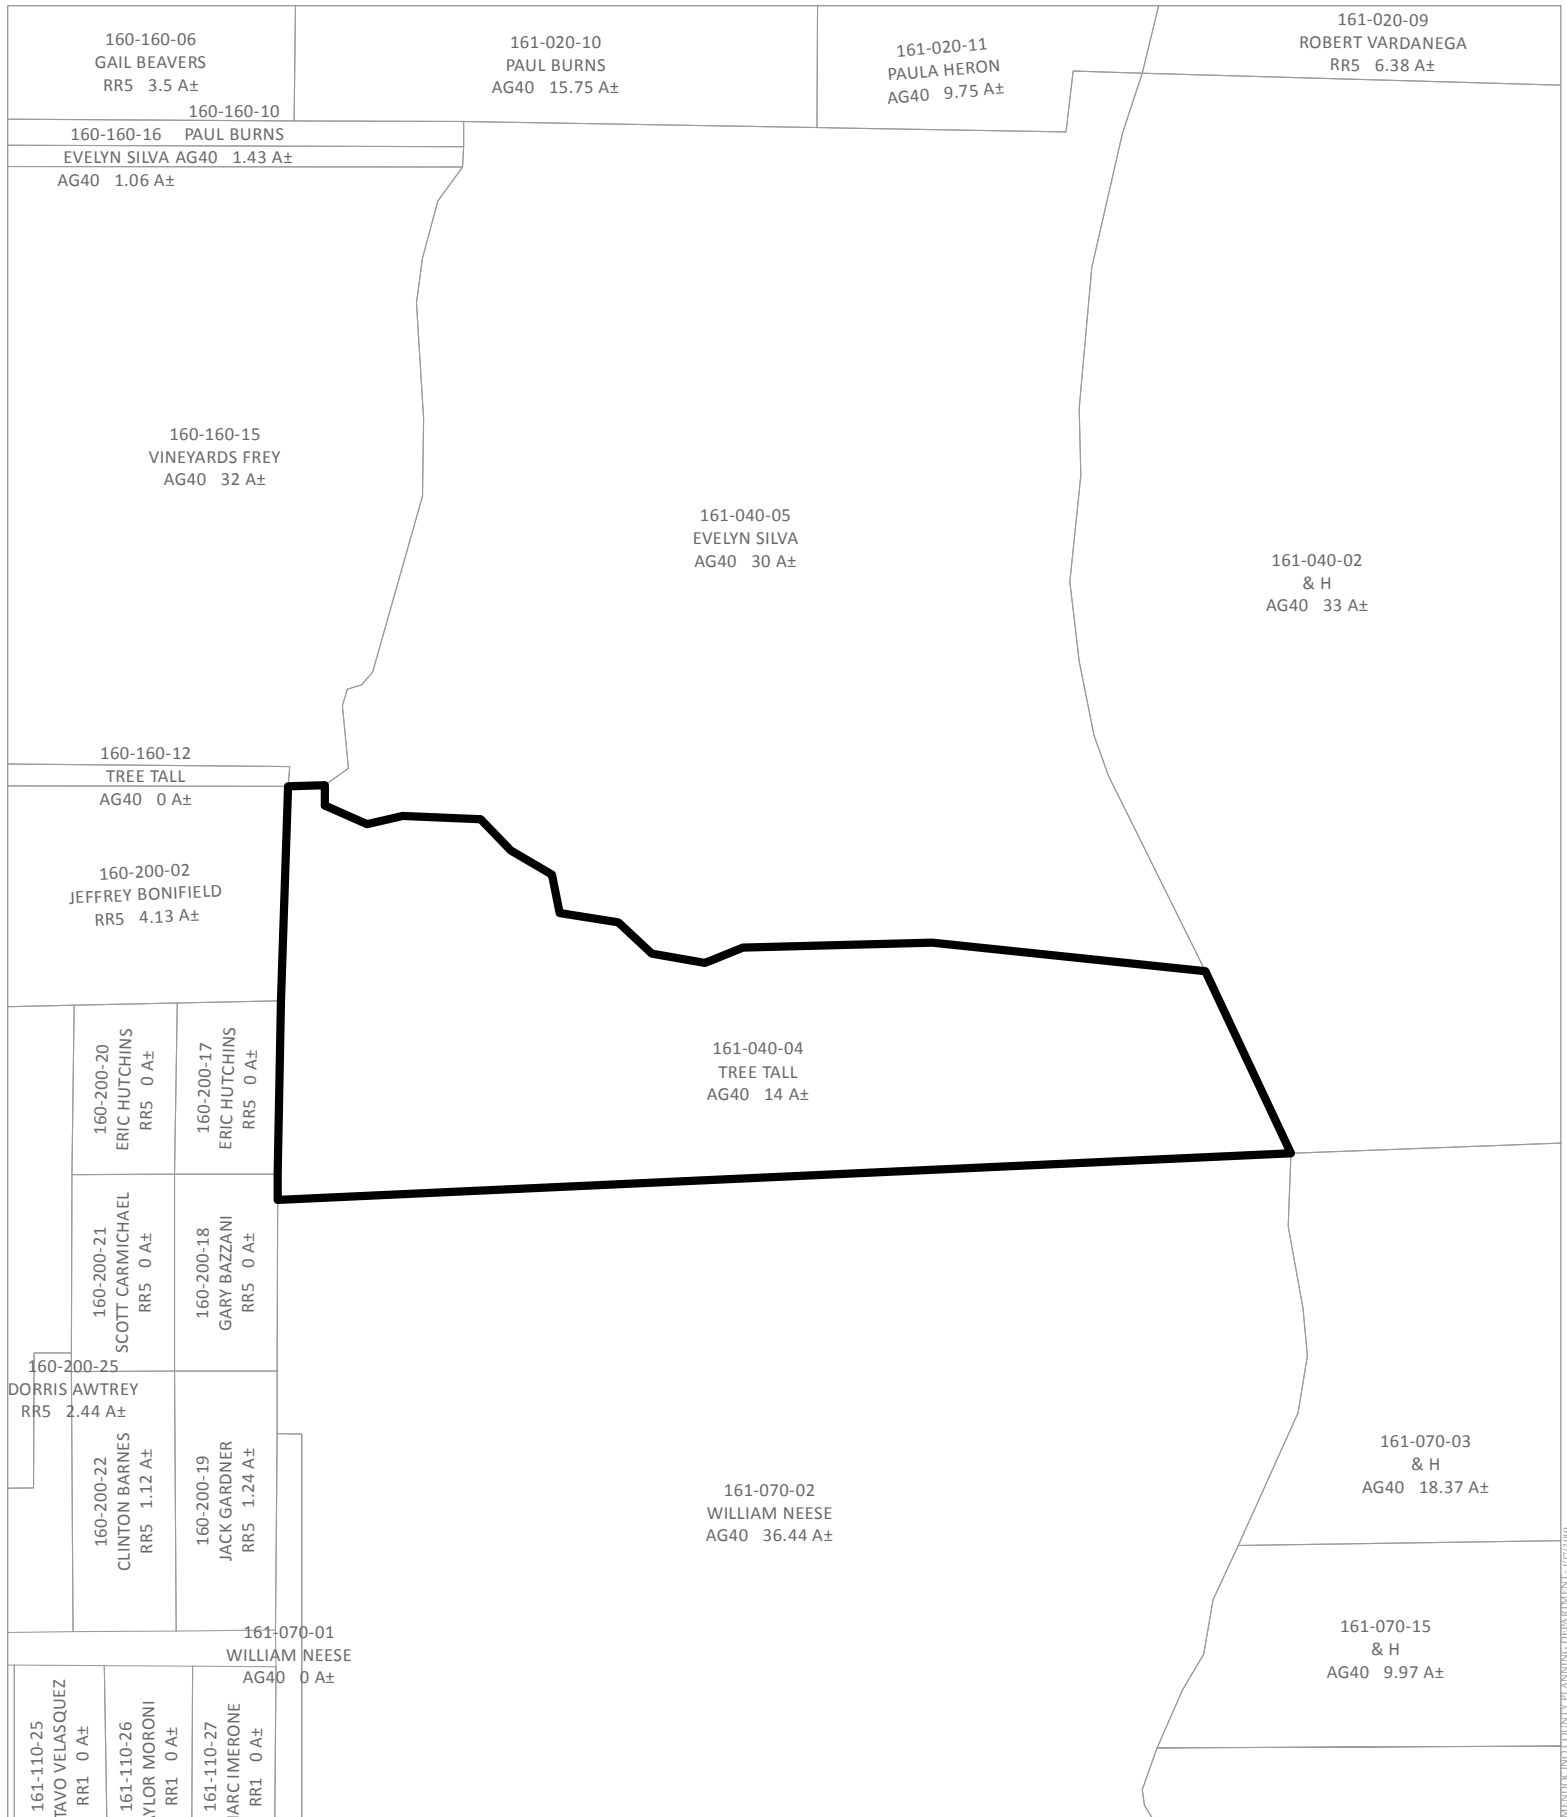 160-160-06
GAIL BEAVERS
RR5 3.5 A±
161-020-10
PAUL BURNS
AG40 15.75 A±
161-020-11
PAULA HERON
AG40 9.75 A±
161-020-09
ROBERT VARDANEGA
RR5 6.38 A±
160-160-10
PAUL BURNS
AG40 1.43 A±
160-160-16
EVELYN SILVA
AG40 1.06 A±
160-160-15
VINEYARDS FREY
AG40 32 A±
161-040-05
EVELYN SILVA
AG40 30 A±
161-040-02
& H
AG40 33 A±
160-160-12
TREE TALL
AG40 0 A±
160-200-02
JEFFREY BONIFIELD
RR5 4.13 A±
160-200-20
ERIC HUTCHINS
RR5 0 A±
160-200-17
ERIC HUTCHINS
RR5 0 A±
161-040-04
TREE TALL
AG40 14 A±
160-200-21
SCOTT CARMICHAEL
RR5 0 A±
160-200-18
GARY BAZZANI
RR5 0 A±
160-200-25
DORRIS AWTREY
RR5 2.44 A±
160-200-22
CLINTON BARNES
RR5 1.12 A±
160-200-19
JACK GARDNER
RR5 1.24 A±
161-070-02
WILLIAM NEESE
AG40 36.44 A±
161-070-03
& H
AG40 18.37 A±
161-070-01
WILLIAM NEESE
AG40 0 A±
161-070-15
& H
AG40 9.97 A±
161-110-25
TAVO VELASQUEZ
RR1 0 A±
161-110-26
AYLOR MORONI
RR1 0 A±
161-110-27
MARC IMERONE
RR1 0 A±
COUNTY PLANNING DEPARTMENT